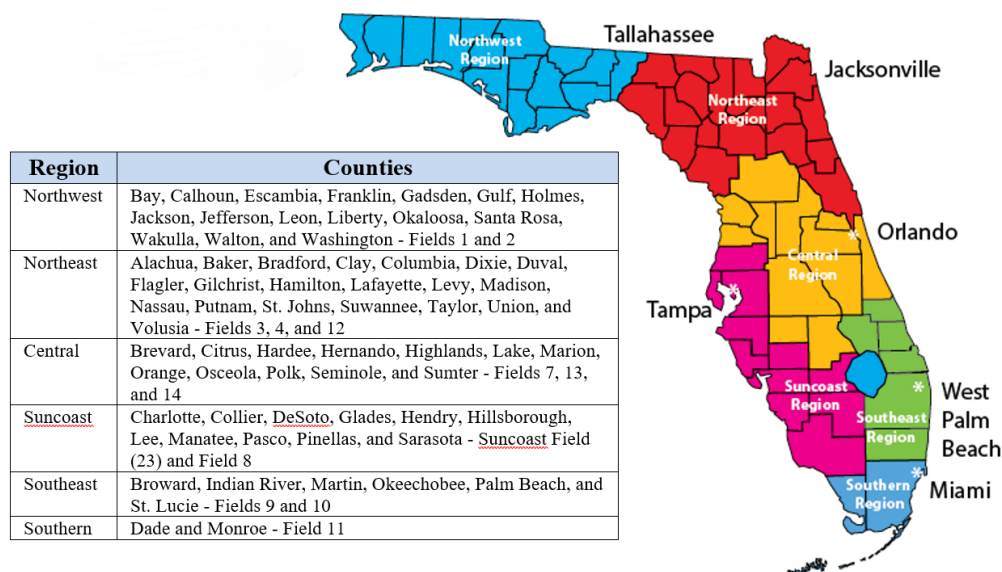 Tallahassee
Northwest
Region
Jacksonville
Northeast
Region
Region Counties
Northwest Bay, Calhoun, Escambia, Franklin, Gadsden, Gulf, Holmes,
Jackson, Jefferson, Leon, Liberty, Okaloosa, Santa Rosa,
Wakulla, Walton, and Washington - Fields 1 and 2
Northeast Alachua, Baker, Bradford, Clay, Columbia, Dixie, Duval,
Flagler, Gilchrist, Hamilton, Lafayette, Levy, Madison,
Nassau, Putnam, St. Johns, Suwannee, Taylor, Union, and
Volusia - Fields 3, 4, and 12
Central Brevard, Citrus, Hardee, Hernando, Highlands, Lake, Marion,
Orange, Osceola, Polk, Seminole, and Sumter - Fields 7, 13,
and 14
Suncoast Charlotte, Collier, DeSoto, Glades, Hendry, Hillsborough,
Lee, Manatee, Pasco, Pinellas, and Sarasota - Suncoast Field
(23) and Field 8
Southeast Broward, Indian River, Martin, Okeechobee, Palm Beach, and
St. Lucie - Fields 9 and 10
Southern Dade and Monroe - Field 11
Orlando
Central
Region
Tampa
Suncoast
Region
West
Palm
Beach
Southeast
Region
Southern
Region
Miami